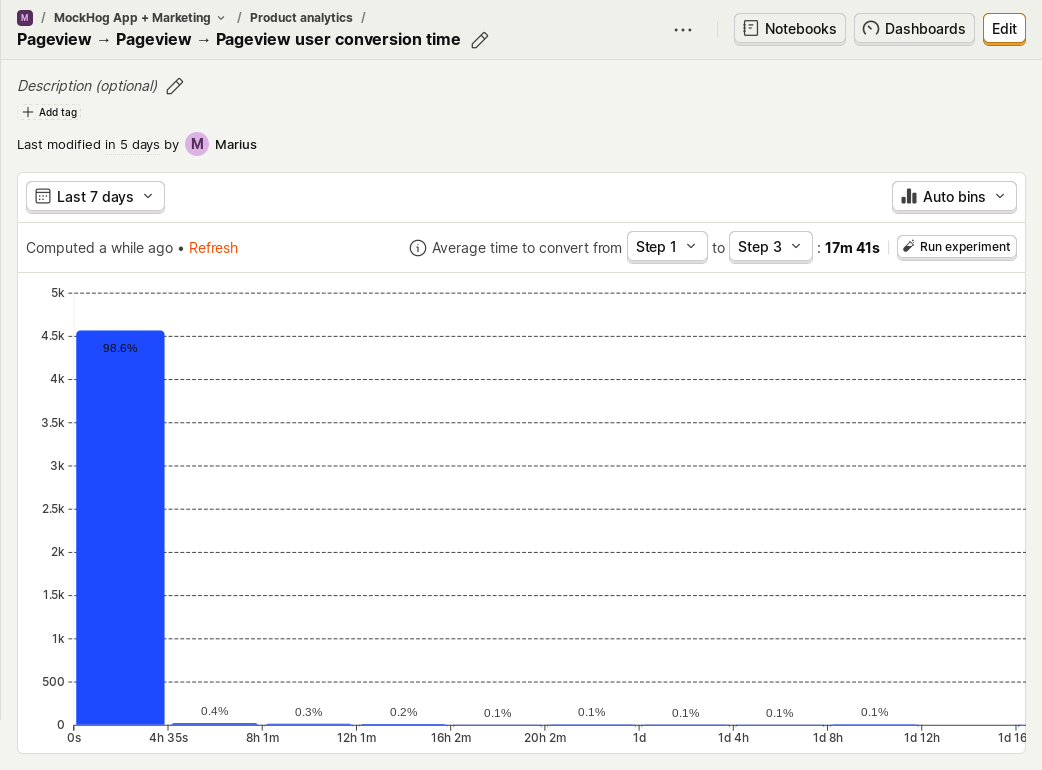 M / MockHog App + Marketing / Product analytics /
Pageview → Pageview → Pageview user conversion time
Notebooks
Dashboards
Edit
Description (optional)
Add tag
Last modified in 5 days by M Marius
Last 7 days
Auto bins
Computed a while ago • Refresh
Average time to convert from Step 1 to Step 3 : 17m 41s
Run experiment
5k
4.5k
98.6%
4k
3.5k
3k
2.5k
2k
1.5k
1k
500
0.4% 0.3% 0.2% 0.1% 0.1% 0.1% 0.1% 0.1%
0
0s 4h 35s 8h 1m 12h 1m 16h 2m 20h 2m 1d 1d 4h 1d 8h 1d 12h 1d 16